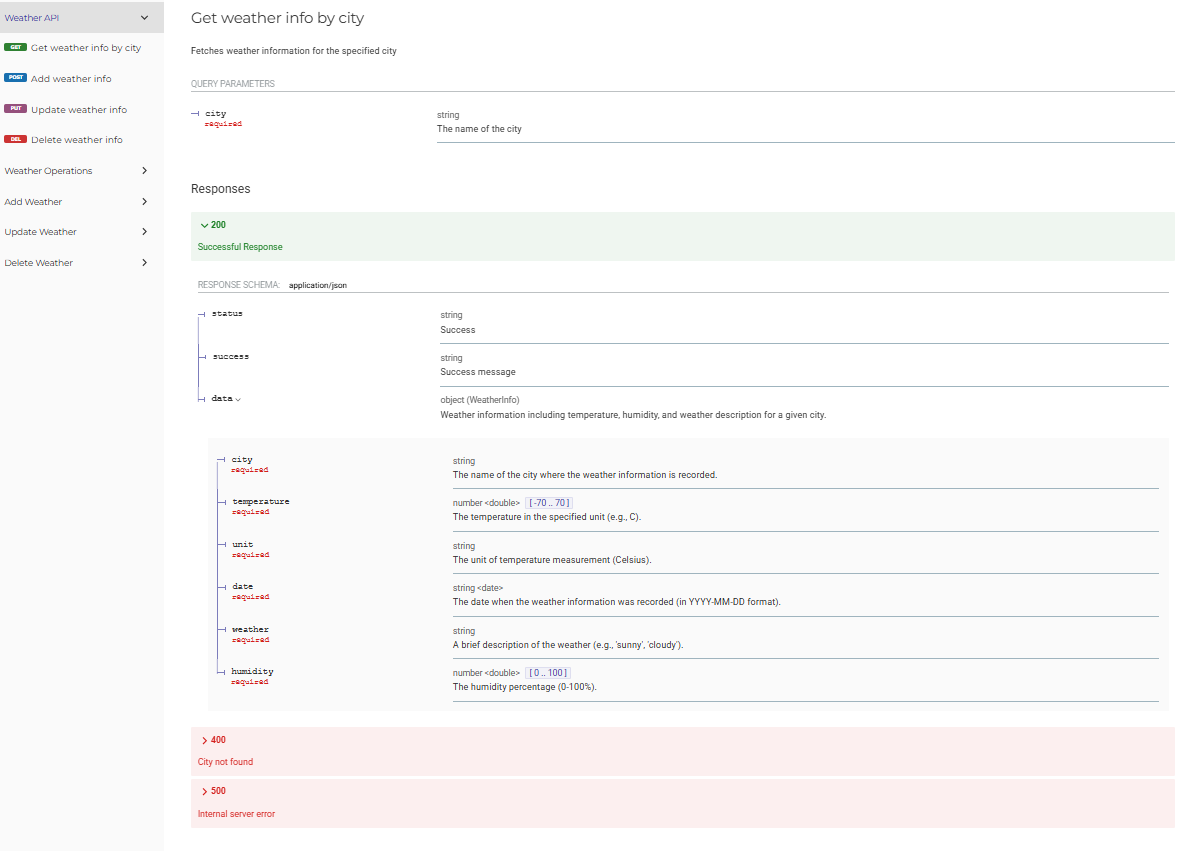 Weather API
GET Get weather info by city
POST Add weather info
PUT Update weather info
DEL Delete weather info
Weather Operations
Add Weather
Update Weather
Delete Weather
Get weather info by city
Fetches weather information for the specified city
QUERY PARAMETERS
city
required
string
The name of the city
Responses
200
Successful Response
RESPONSE SCHEMA: application/json
status
string
Success
success
string
Success message
data
object (WeatherInfo)
Weather information including temperature, humidity, and weather description for a given city.
city
required
string
The name of the city where the weather information is recorded.
temperature
required
number <double> [ -70 .. 70 ]
The temperature in the specified unit (e.g., C).
unit
required
string
The unit of temperature measurement (Celsius).
date
required
string <date>
The date when the weather information was recorded (in YYYY-MM-DD format).
weather
required
string
A brief description of the weather (e.g., 'sunny', 'cloudy').
humidity
required
number <double> [ 0 .. 100 ]
The humidity percentage (0-100%).
400
City not found
500
Internal server error